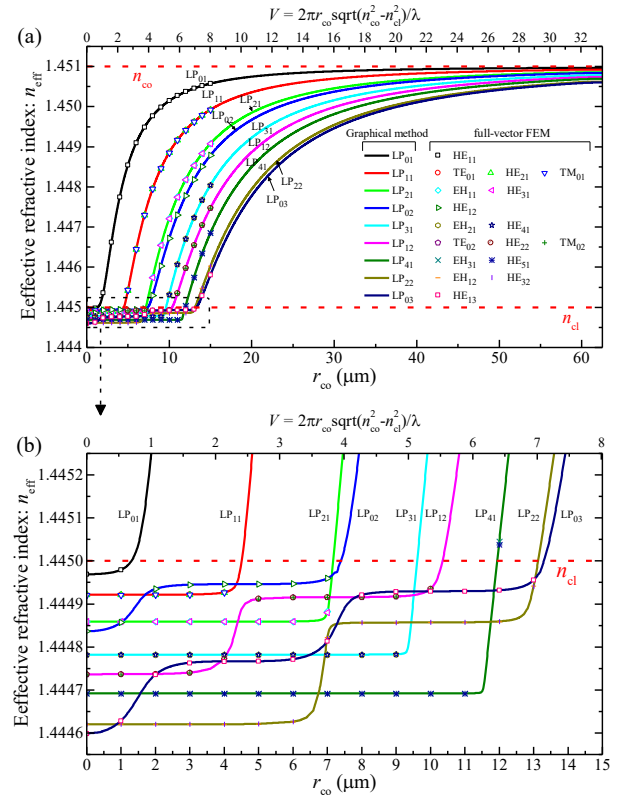 V = 2πr_co sqrt(n²_co-n²_cl)/λ
(a)
0 2 4 6 8 10 12 14 16 18 20 22 24 26 28 30 32
1.451
1.450
1.449
1.448
1.447
1.446
1.445
1.444
Eeffective refractive index: n_eff
n_co
LP₀₁
LP₁₁
LP₂₁
LP₀₂
LP₃₁
LP₁₂
LP₄₁
LP₂₂
LP₀₃
n_cl
Graphical method full-vector FEM
LP₀₁ HE₁₁
LP₁₁ TE₀₁ HE₂₁ TM₀₁
LP₂₁ EH₁₁ HE₃₁
LP₀₂ HE₁₂
LP₃₁ EH₂₁ HE₄₁
LP₁₂ TE₀₂ HE₂₂ TM₀₂
LP₄₁ EH₃₁ HE₅₁
LP₂₂ EH₁₂ HE₃₂
LP₀₃ HE₁₃
0 10 20 30 40 50 60
r_co (μm)
V = 2πr_co sqrt(n²_co-n²_cl)/λ
(b)
0 1 2 3 4 5 6 7 8
1.4452
1.4451
1.4450
1.4449
1.4448
1.4447
1.4446
Eeffective refractive index: n_eff
LP₀₁ LP₁₁ LP₂₁ LP₀₂ LP₃₁ LP₁₂ LP₄₁ LP₂₂ LP₀₃
n_cl
0 1 2 3 4 5 6 7 8 9 10 11 12 13 14 15
r_co (μm)